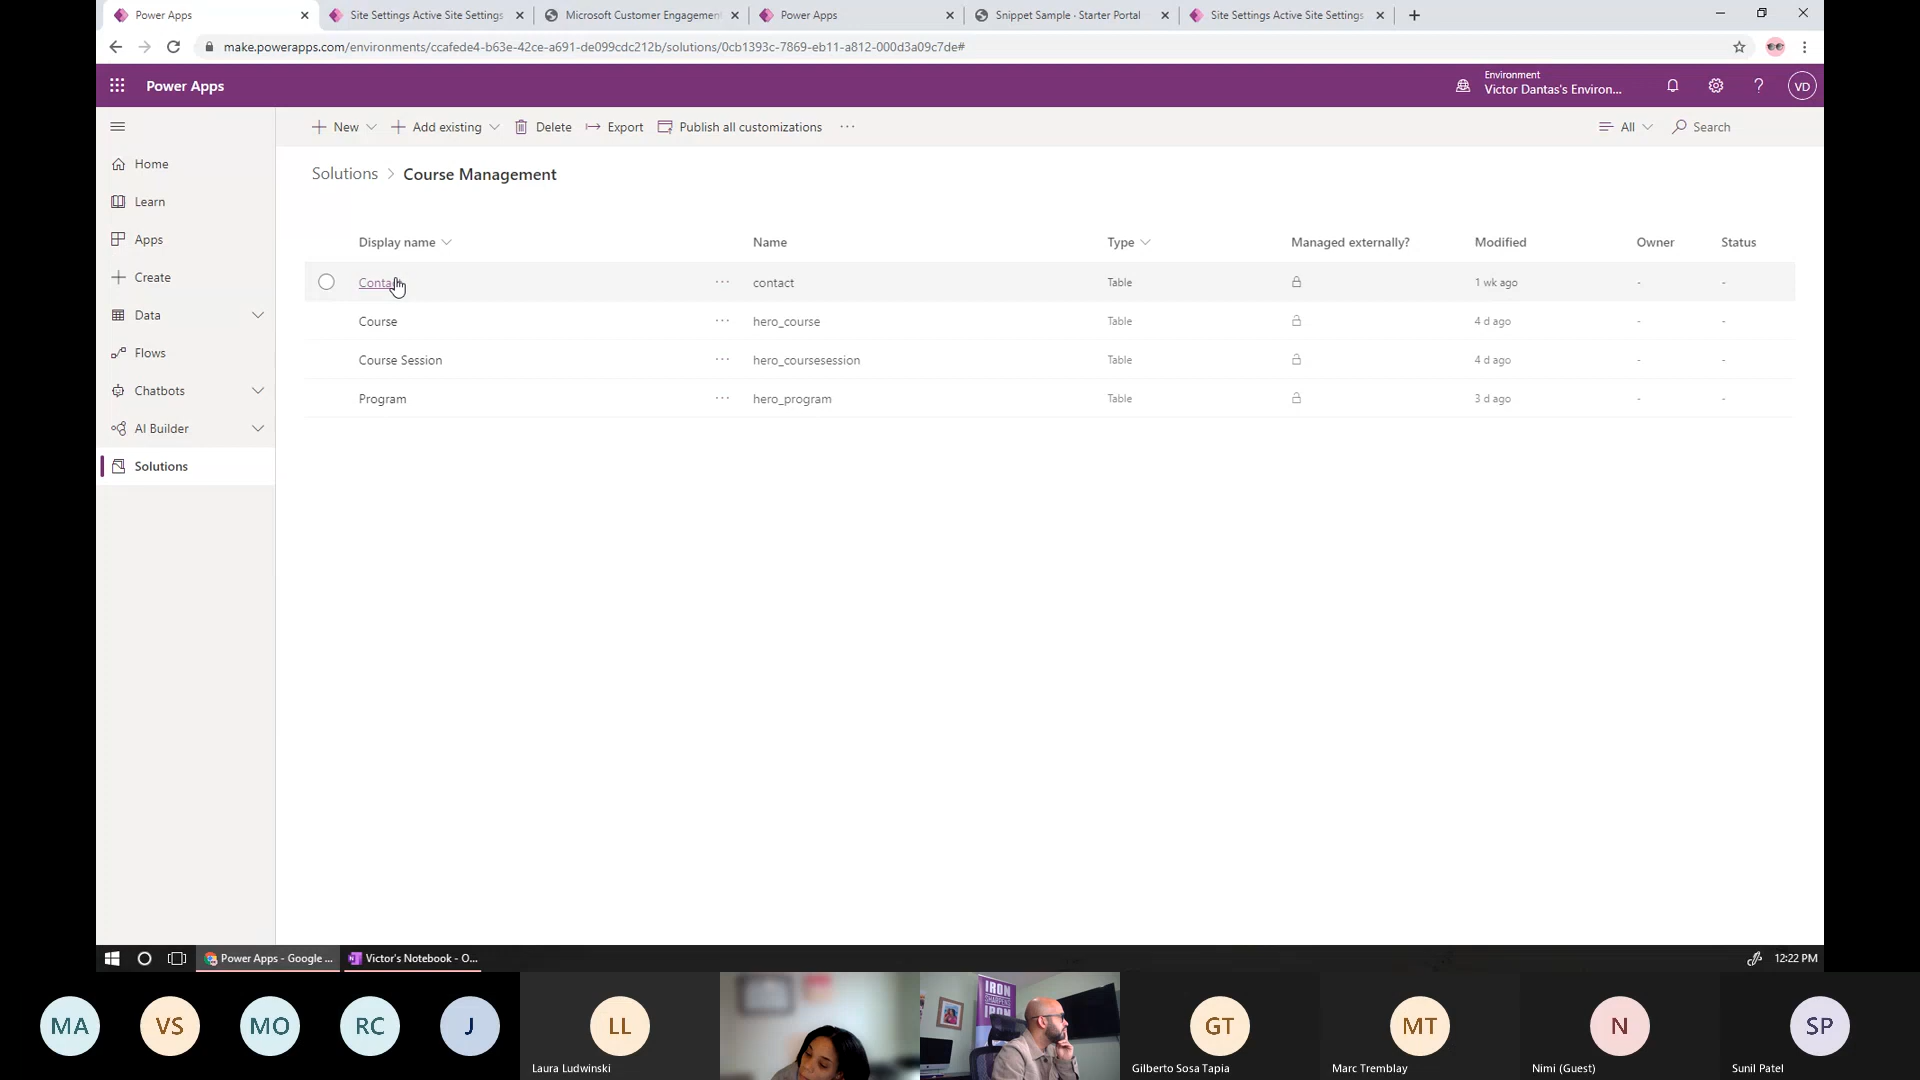 Power Apps
Site Settings Active Site Settings
Microsoft Customer Engagemen
Power Apps
Snippet Sample · Starter Portal
Site Settings Active Site Settings
make.powerapps.com/environments/ccafede4-b63e-42ce-a691-de099cdc212b/solutions/0cb1393c-7869-eb11-a812-000d3a09c7de#
Power Apps
Environment
Victor Dantas's Environ...
VD
New
Add existing
Delete
Export
Publish all customizations
All
Search
Home
Learn
Apps
Create
Data
Flows
Chatbots
AI Builder
Solutions
Solutions > Course Management
Display name Name Type Managed externally? Modified Owner Status
Contact contact Table 1 wk ago - -
Course hero_course Table 4 d ago - -
Course Session hero_coursesession Table 4 d ago - -
Program hero_program Table 3 d ago - -
Power Apps - Google ...
Victor's Notebook - O...
12:22 PM
MA
VS
MO
RC
J
LL
Laura Ludwinski
IRON
SHARPENS
IRON
GT
Gilberto Sosa Tapia
MT
Marc Tremblay
N
Nimi (Guest)
SP
Sunil Patel